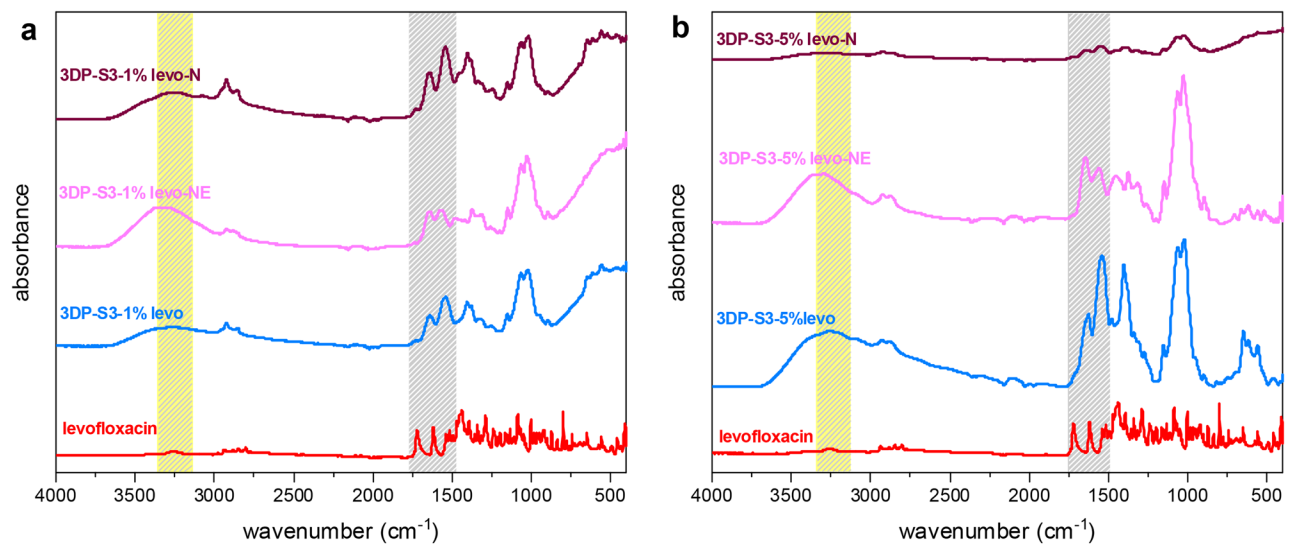 a
3DP-S3-1% levo-N
3DP-S3-1% levo-NE
3DP-S3-1% levo
levofloxacin
absorbance
4000 3500 3000 2500 2000 1500 1000 500
wavenumber (cm⁻¹)
b
3DP-S3-5% levo-N
3DP-S3-5% levo-NE
3DP-S3-5%levo
levofloxacin
absorbance
4000 3500 3000 2500 2000 1500 1000 500
wavenumber (cm⁻¹)